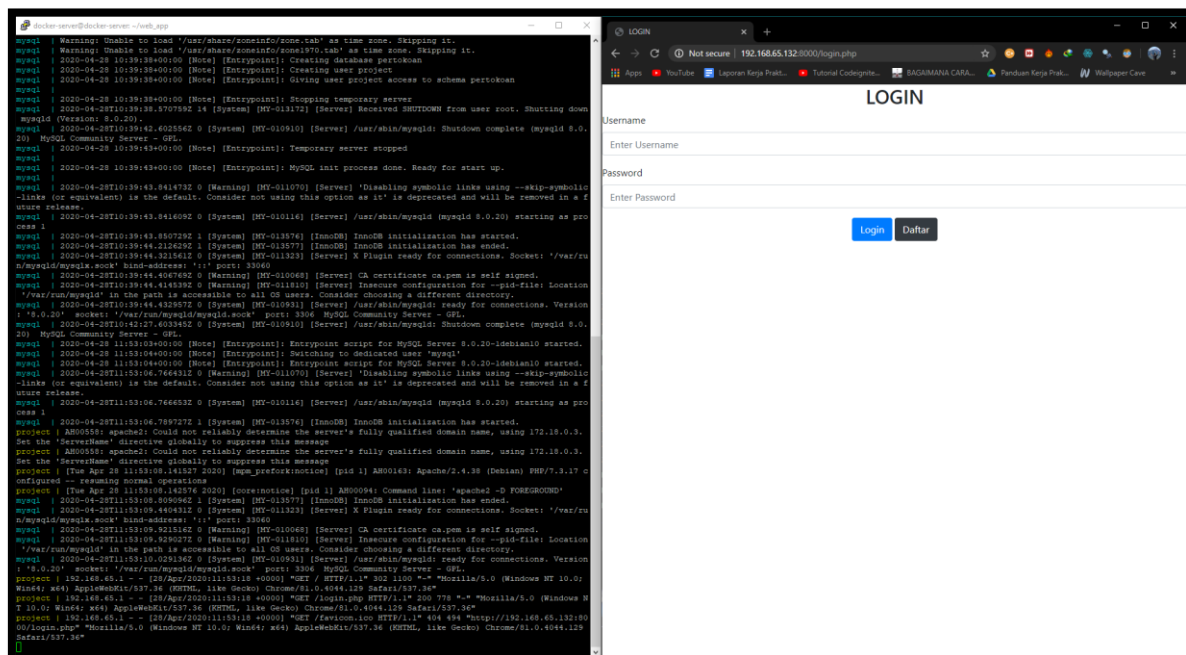 docker-server@docker-server: ~/web_app
mysql | Warning: Unable to load '/usr/share/zoneinfo/zone.tab' as time zone. Skipping it.
mysql | Warning: Unable to load '/usr/share/zoneinfo/zone1970.tab' as time zone. Skipping it.
mysql | 2020-04-28 10:39:38+00:00 [Note] [Entrypoint]: Creating database pertokoan
mysql | 2020-04-28 10:39:38+00:00 [Note] [Entrypoint]: Creating user project
mysql | 2020-04-28 10:39:38+00:00 [Note] [Entrypoint]: Giving user project access to schema pertokoan
mysql |
mysql | 2020-04-28 10:39:38+00:00 [Note] [Entrypoint]: Stopping temporary server
mysql | 2020-04-28T10:39:38.570759Z 14 [System] [MY-013172] [Server] Received SHUTDOWN from user root. Shutting down
mysqld (Version: 8.0.20).
mysql | 2020-04-28T10:39:42.602556Z 0 [System] [MY-010910] [Server] /usr/sbin/mysqld: Shutdown complete (mysqld 8.0.
20) MySQL Community Server - GPL.
mysql | 2020-04-28 10:39:43+00:00 [Note] [Entrypoint]: Temporary server stopped
mysql |
mysql | 2020-04-28 10:39:43+00:00 [Note] [Entrypoint]: MySQL init process done. Ready for start up.
mysql |
mysql | 2020-04-28T10:39:43.841473Z 0 [Warning] [MY-011070] [Server] 'Disabling symbolic links using --skip-symbolic
-links (or equivalent) is the default. Consider not using this option as it' is deprecated and will be removed in a f
uture release.
mysql | 2020-04-28T10:39:43.841609Z 0 [System] [MY-010116] [Server] /usr/sbin/mysqld (mysqld 8.0.20) starting as pro
cess 1
mysql | 2020-04-28T10:39:43.850729Z 1 [System] [MY-013576] [InnoDB] InnoDB initialization has started.
mysql | 2020-04-28T10:39:44.212629Z 1 [System] [MY-013577] [InnoDB] InnoDB initialization has ended.
mysql | 2020-04-28T10:39:44.321561Z 0 [System] [MY-011323] [Server] X Plugin ready for connections. Socket: '/var/ru
n/mysqld/mysqlx.sock' bind-address: '::' port: 33060
mysql | 2020-04-28T10:39:44.406769Z 0 [Warning] [MY-010068] [Server] CA certificate ca.pem is self signed.
mysql | 2020-04-28T10:39:44.414539Z 0 [Warning] [MY-011810] [Server] Insecure configuration for --pid-file: Location
'/var/run/mysqld' in the path is accessible to all OS users. Consider choosing a different directory.
mysql | 2020-04-28T10:39:44.432957Z 0 [System] [MY-010931] [Server] /usr/sbin/mysqld: ready for connections. Version
: '8.0.20' socket: '/var/run/mysqld/mysqld.sock' port: 3306 MySQL Community Server - GPL.
mysql | 2020-04-28T10:42:27.603345Z 0 [System] [MY-010910] [Server] /usr/sbin/mysqld: Shutdown complete (mysqld 8.0.
20) MySQL Community Server - GPL.
mysql | 2020-04-28 11:53:03+00:00 [Note] [Entrypoint]: Entrypoint script for MySQL Server 8.0.20-1debian10 started.
mysql | 2020-04-28 11:53:04+00:00 [Note] [Entrypoint]: Switching to dedicated user 'mysql'
mysql | 2020-04-28 11:53:04+00:00 [Note] [Entrypoint]: Entrypoint script for MySQL Server 8.0.20-1debian10 started.
mysql | 2020-04-28T11:53:06.766431Z 0 [Warning] [MY-011070] [Server] 'Disabling symbolic links using --skip-symbolic
-links (or equivalent) is the default. Consider not using this option as it' is deprecated and will be removed in a f
uture release.
mysql | 2020-04-28T11:53:06.766653Z 0 [System] [MY-010116] [Server] /usr/sbin/mysqld (mysqld 8.0.20) starting as pro
cess 1
mysql | 2020-04-28T11:53:06.789727Z 1 [System] [MY-013576] [InnoDB] InnoDB initialization has started.
project | AH00558: apache2: Could not reliably determine the server's fully qualified domain name, using 172.18.0.3.
Set the 'ServerName' directive globally to suppress this message
project | AH00558: apache2: Could not reliably determine the server's fully qualified domain name, using 172.18.0.3.
Set the 'ServerName' directive globally to suppress this message
project | [Tue Apr 28 11:53:08.141527 2020] [mpm_prefork:notice] [pid 1] AH00163: Apache/2.4.38 (Debian) PHP/7.3.17 c
onfigured -- resuming normal operations
project | [Tue Apr 28 11:53:08.142576 2020] [core:notice] [pid 1] AH00094: Command line: 'apache2 -D FOREGROUND'
mysql | 2020-04-28T11:53:08.809096Z 1 [System] [MY-013577] [InnoDB] InnoDB initialization has ended.
mysql | 2020-04-28T11:53:09.440431Z 0 [System] [MY-011323] [Server] X Plugin ready for connections. Socket: '/var/ru
n/mysqld/mysqlx.sock' bind-address: '::' port: 33060
mysql | 2020-04-28T11:53:09.921516Z 0 [Warning] [MY-010068] [Server] CA certificate ca.pem is self signed.
mysql | 2020-04-28T11:53:09.929027Z 0 [Warning] [MY-011810] [Server] Insecure configuration for --pid-file: Location
'/var/run/mysqld' in the path is accessible to all OS users. Consider choosing a different directory.
mysql | 2020-04-28T11:53:10.029136Z 0 [System] [MY-010931] [Server] /usr/sbin/mysqld: ready for connections. Version
: '8.0.20' socket: '/var/run/mysqld/mysqld.sock' port: 3306 MySQL Community Server - GPL.
project | 192.168.65.1 - - [28/Apr/2020:11:53:18 +0000] "GET / HTTP/1.1" 302 1100 "-" "Mozilla/5.0 (Windows NT 10.0;
Win64; x64) AppleWebKit/537.36 (KHTML, like Gecko) Chrome/81.0.4044.129 Safari/537.36"
project | 192.168.65.1 - - [28/Apr/2020:11:53:18 +0000] "GET /login.php HTTP/1.1" 200 778 "-" "Mozilla/5.0 (Windows N
T 10.0; Win64; x64) AppleWebKit/537.36 (KHTML, like Gecko) Chrome/81.0.4044.129 Safari/537.36"
project | 192.168.65.1 - - [28/Apr/2020:11:53:18 +0000] "GET /favicon.ico HTTP/1.1" 404 494 "http://192.168.65.132:80
00/login.php" "Mozilla/5.0 (Windows NT 10.0; Win64; x64) AppleWebKit/537.36 (KHTML, like Gecko) Chrome/81.0.4044.129
Safari/537.36"
LOGIN
Not secure | 192.168.65.132:8000/login.php
Apps YouTube Laporan Kerja Prakt... Tutorial Codeignite... BAGAIMANA CARA... Panduan Kerja Prak... Wallpaper Cave »
LOGIN
Username
Enter Username
Password
Enter Password
Login Daftar